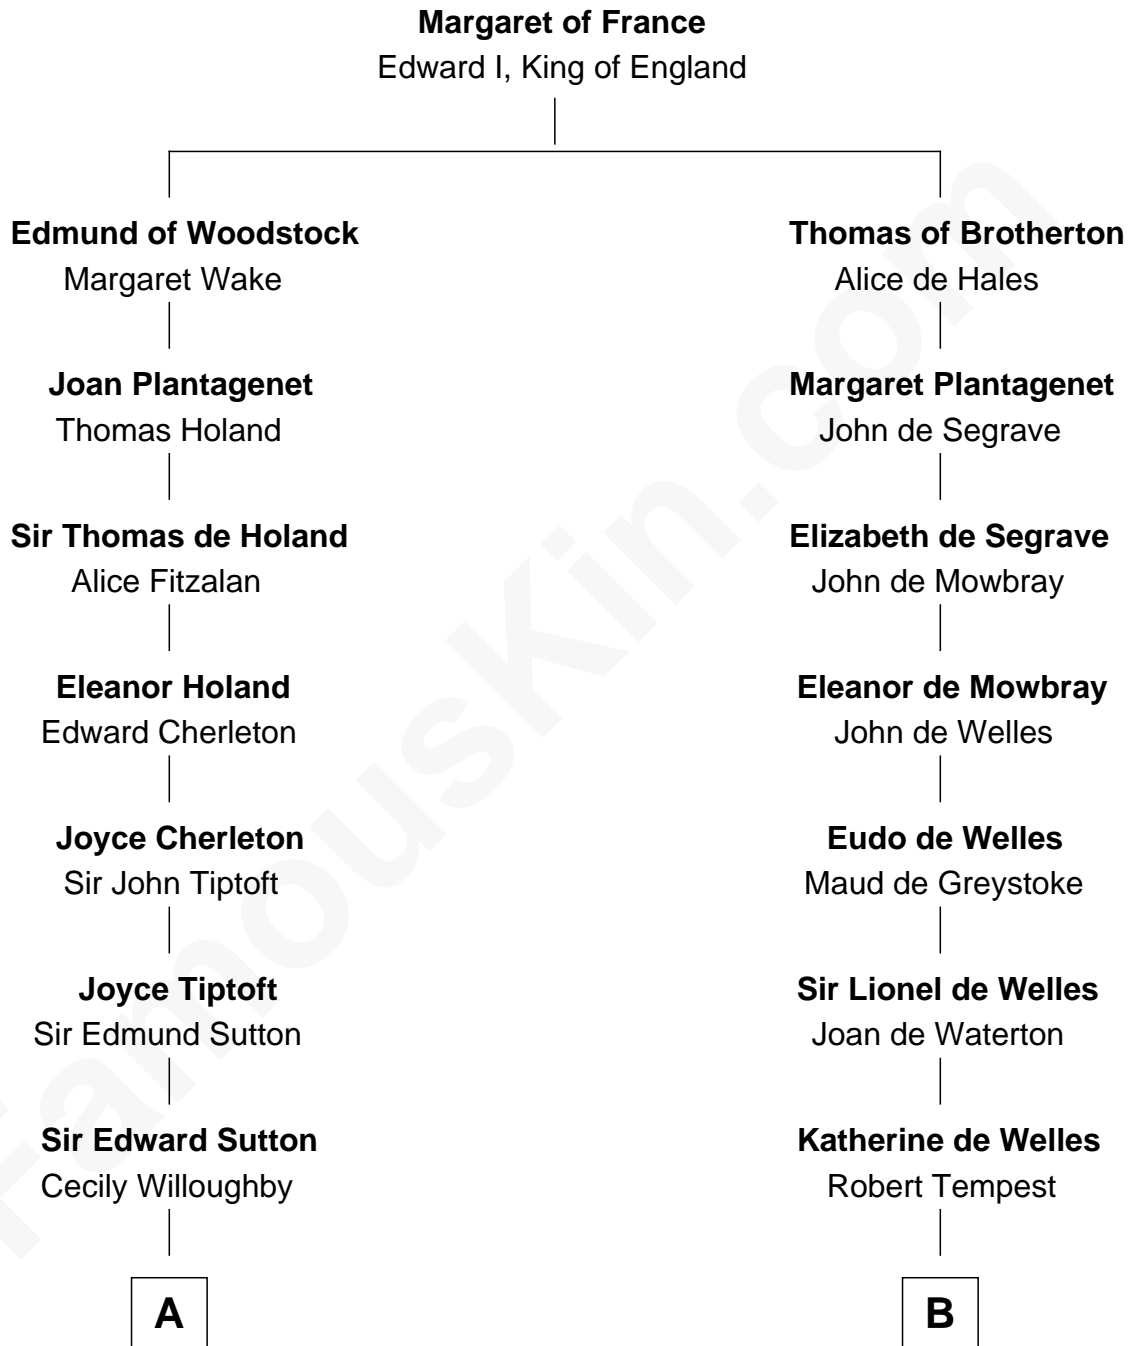 Margaret of France
Edward I, King of England
Edmund of Woodstock
Margaret Wake
Joan Plantagenet
Thomas Holand
Sir Thomas de Holand
Alice Fitzalan
Eleanor Holand
Edward Cherleton
Joyce Cherleton
Sir John Tiptoft
Joyce Tiptoft
Sir Edmund Sutton
Sir Edward Sutton
Cecily Willoughby
A
Thomas of Brotherton
Alice de Hales
Margaret Plantagenet
John de Segrave
Elizabeth de Segrave
John de Mowbray
Eleanor de Mowbray
John de Welles
Eudo de Welles
Maud de Greystoke
Sir Lionel de Welles
Joan de Waterton
Katherine de Welles
Robert Tempest
B
FamousKin.com